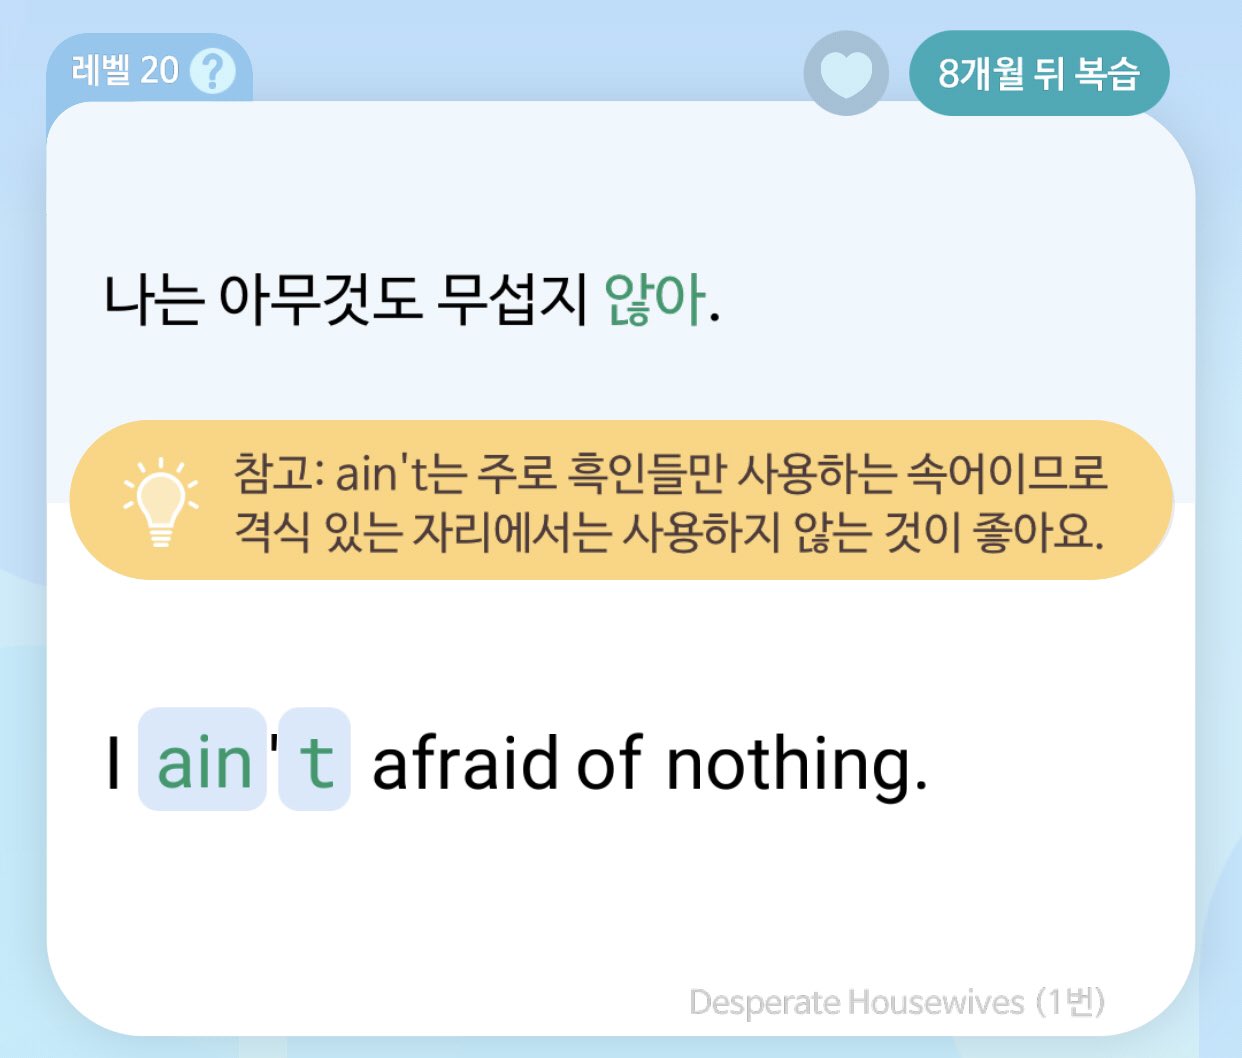 레벨 20 ?
8개월 뒤 복습
나는 아무것도 무섭지 않아.
참고: ain't는 주로 흑인들만 사용하는 속어이므로
격식 있는 자리에서는 사용하지 않는 것이 좋아요.
I ain't afraid of nothing.
Desperate Housewives (1번)